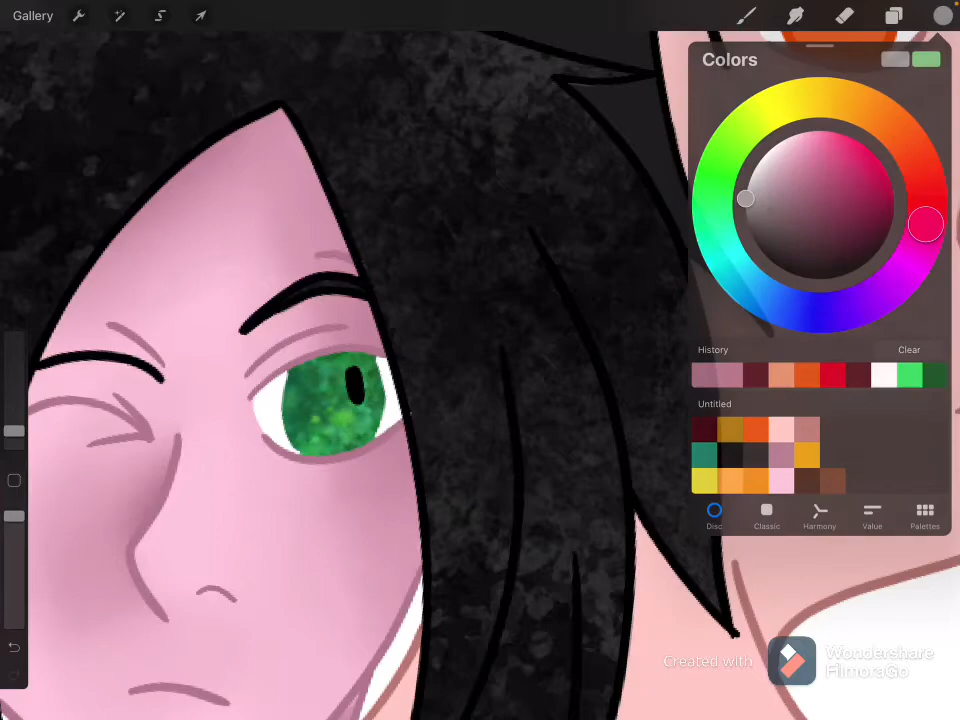 Gallery
Colors
History
Clear
Untitled
Disc
Classic
Harmony
Value
Palettes
Created with
Wondershare
FilmoraGo